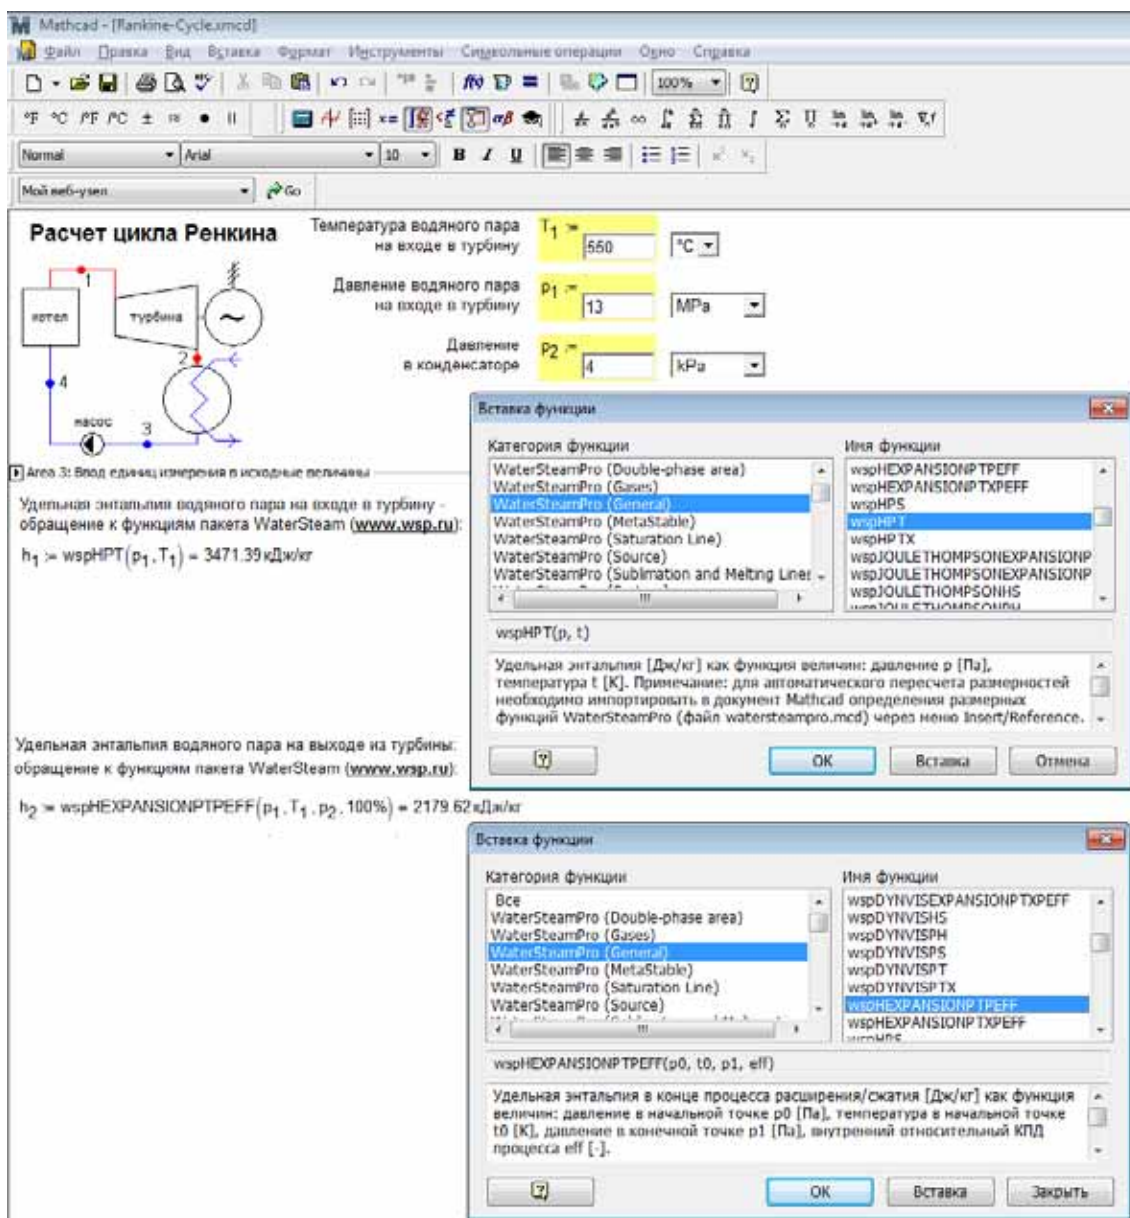 Mathcad - [Rankine-Cycle.xmcd]
Файл Правка Вид Вставка Формат Инструменты Символьные операции Окно Справка
100%
°F °C /°F /°C ± ≈ ● ||
Normal Arial 10 B I U
Мой веб-узел Go
Расчет цикла Ренкина
Температура водяного пара
на входе в турбину
T1 :=
550
°C
Давление водяного пара
на входе в турбину
p1 :=
13
MPa
Давление
в конденсаторе
p2 :=
4
kPa
1
котел
турбина
~
2
4
насос
3
Area 3: Ввод единиц измерения в исходные величины
Удельная энтальпия водяного пара на входе в турбину -
обращение к функциям пакета WaterSteam (www.wsp.ru):
h1 := wspHPT(p1, T1) = 3471.39 кДж/кг
Вставка функции
Категория функции
WaterSteamPro (Double-phase area)
WaterSteamPro (Gases)
WaterSteamPro (General)
WaterSteamPro (MetaStable)
WaterSteamPro (Saturation Line)
WaterSteamPro (Source)
WaterSteamPro (Sublimation and Melting Lines
Имя функции
wspHEXPANSIONPTPEFF
wspHEXPANSIONPTXPEFF
wspHPS
wspHPT
wspHPTX
wspJOULETHOMPSONEXPANSIONP
wspJOULETHOMPSONEXPANSIONP
wspJOULETHOMPSONHS
wspJOULETHOMPSONPH
wspHPT(p, t)
Удельная энтальпия [Дж/кг] как функция величин: давление p [Па],
температура t [K]. Примечание: для автоматического пересчета размерностей
необходимо импортировать в документ Mathcad определения размерных
функций WaterSteamPro (файл watersteampro.mcd) через меню Insert/Reference.
OK Вставка Отмена
Удельная энтальпия водяного пара на выходе из турбины:
обращение к функциям пакета WaterSteam (www.wsp.ru):
h2 := wspHEXPANSIONPTPEFF(p1, T1, p2, 100%) = 2179.62 кДж/кг
Вставка функции
Категория функции
Все
WaterSteamPro (Double-phase area)
WaterSteamPro (Gases)
WaterSteamPro (General)
WaterSteamPro (MetaStable)
WaterSteamPro (Saturation Line)
WaterSteamPro (Source)
Имя функции
wspDYNVISEXPANSIONPTXPEFF
wspDYNVISHS
wspDYNVISPH
wspDYNVISPS
wspDYNVISPT
wspDYNVISPTX
wspHEXPANSIONPTPEFF
wspHEXPANSIONPTXPEFF
wspHPS
wspHEXPANSIONPTPEFF(p0, t0, p1, eff)
Удельная энтальпия в конце процесса расширения/сжатия [Дж/кг] как функция
величин: давление в начальной точке p0 [Па], температура в начальной точке
t0 [K], давление в конечной точке p1 [Па], внутренний относительный КПД
процесса eff [-].
OK Вставка Закрыть